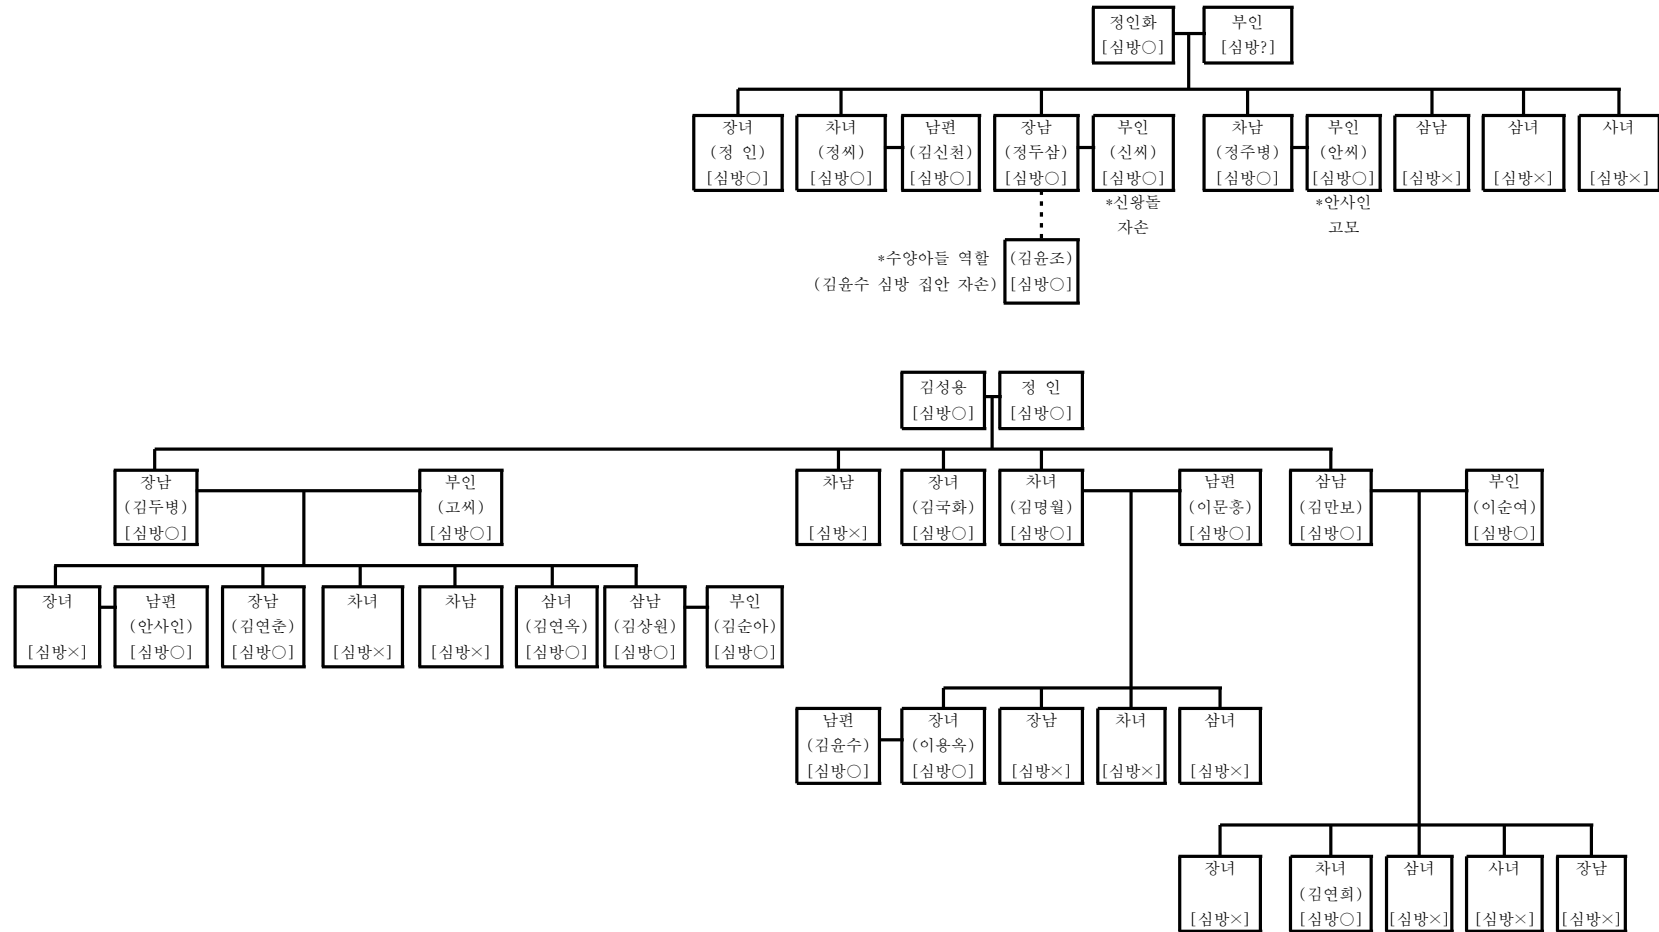 정인화
[심방○]
부인
[심방?]
장녀
(정 인)
[심방○]
차녀
(정씨)
[심방○]
남편
(김신천)
[심방○]
장남
(정두삼)
[심방○]
부인
(신씨)
[심방○]
*신왕돌
자손
차남
(정주병)
[심방○]
부인
(안씨)
[심방○]
*안사인
고모
삼남
[심방×]
삼녀
[심방×]
사녀
[심방×]
*수양아들 역할
(김윤수 심방 집안 자손)
(김윤조)
[심방○]
김성용
[심방○]
정 인
[심방○]
장남
(김두병)
[심방○]
부인
(고씨)
[심방○]
차남
[심방×]
장녀
(김국화)
[심방○]
차녀
(김명월)
[심방○]
남편
(이문흥)
[심방○]
삼남
(김만보)
[심방○]
부인
(이순여)
[심방○]
장녀
[심방×]
남편
(안사인)
[심방○]
장남
(김연춘)
[심방○]
차녀
[심방×]
차남
[심방×]
삼녀
(김연옥)
[심방○]
삼남
(김상원)
[심방○]
부인
(김순아)
[심방○]
남편
(김윤수)
[심방○]
장녀
(이용옥)
[심방○]
장남
[심방×]
차녀
[심방×]
삼녀
[심방×]
장녀
[심방×]
차녀
(김연희)
[심방○]
삼녀
[심방×]
사녀
[심방×]
장남
[심방×]